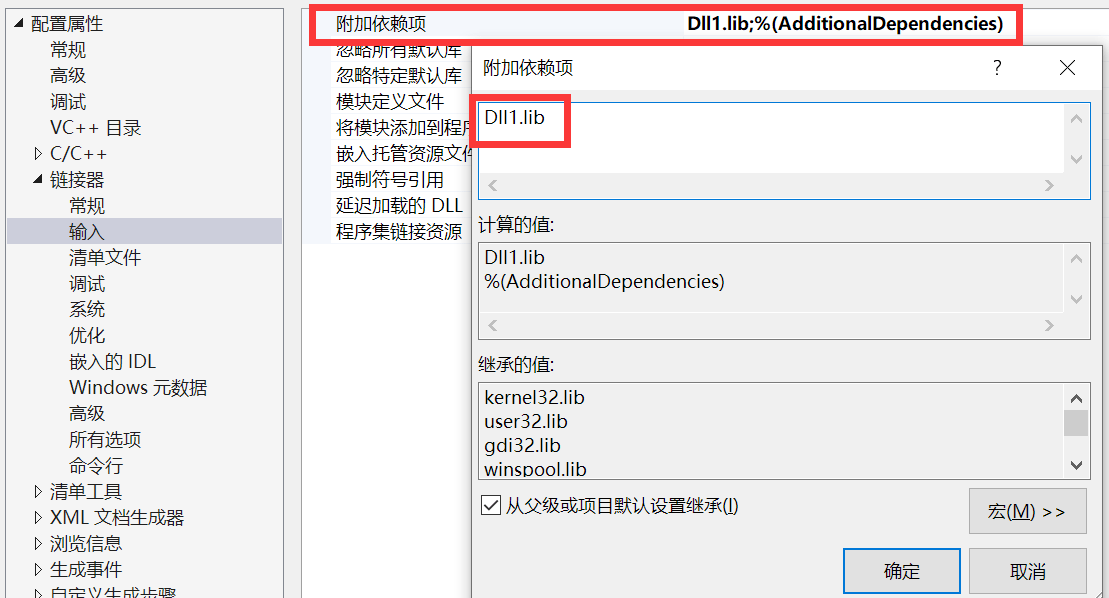 配置属性
常规
高级
调试
VC++ 目录
C/C++
链接器
常规
输入
清单文件
调试
系统
优化
嵌入的 IDL
Windows 元数据
高级
所有选项
命令行
清单工具
XML 文档生成器
浏览信息
生成事件
自定义生成步骤
附加依赖项 Dll1.lib;%(AdditionalDependencies)
忽略所有默认库
忽略特定默认库
模块定义文件
将模块添加到程序
嵌入托管资源文件
强制符号引用
延迟加载的 DLL
程序集链接资源
附加依赖项
?
Dll1.lib
计算的值:
Dll1.lib
%(AdditionalDependencies)
继承的值:
kernel32.lib
user32.lib
gdi32.lib
winspool.lib
从父级或项目默认设置继承(I)
宏(M) >>
确定
取消